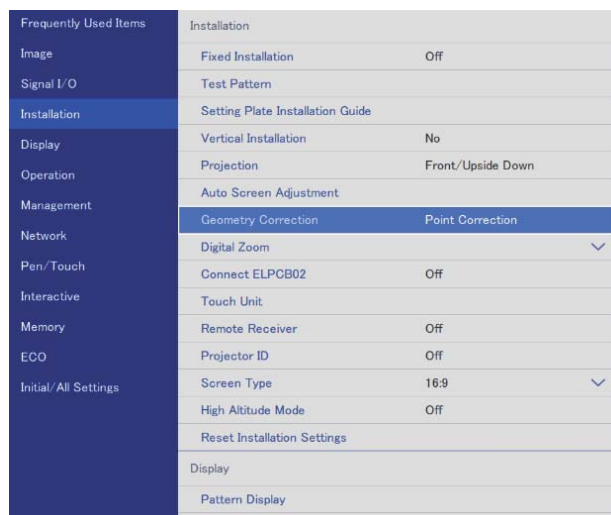 Frequently Used Items
Image
Signal I/O
Installation
Display
Operation
Management
Network
Pen/Touch
Interactive
Memory
ECO
Initial/All Settings
Installation
Fixed Installation Off
Test Pattern
Setting Plate Installation Guide
Vertical Installation No
Projection Front/Upside Down
Auto Screen Adjustment
Geometry Correction Point Correction
Digital Zoom
Connect ELPCB02 Off
Touch Unit
Remote Receiver Off
Projector ID Off
Screen Type 16:9
High Altitude Mode Off
Reset Installation Settings
Display
Pattern Display